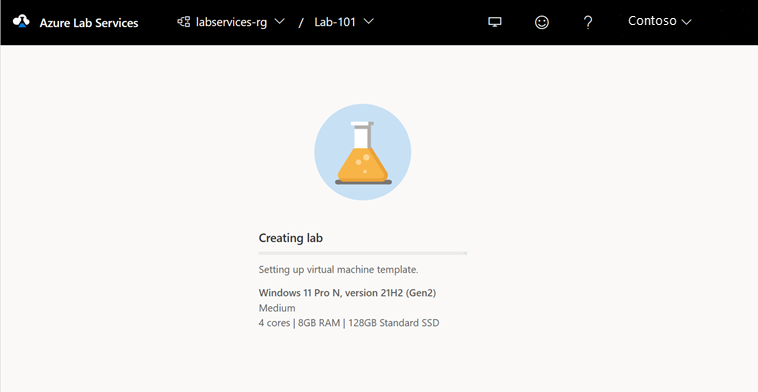 Azure Lab Services labservices-rg / Lab-101 ? Contoso
Creating lab
Setting up virtual machine template.
Windows 11 Pro N, version 21H2 (Gen2)
Medium
4 cores | 8GB RAM | 128GB Standard SSD